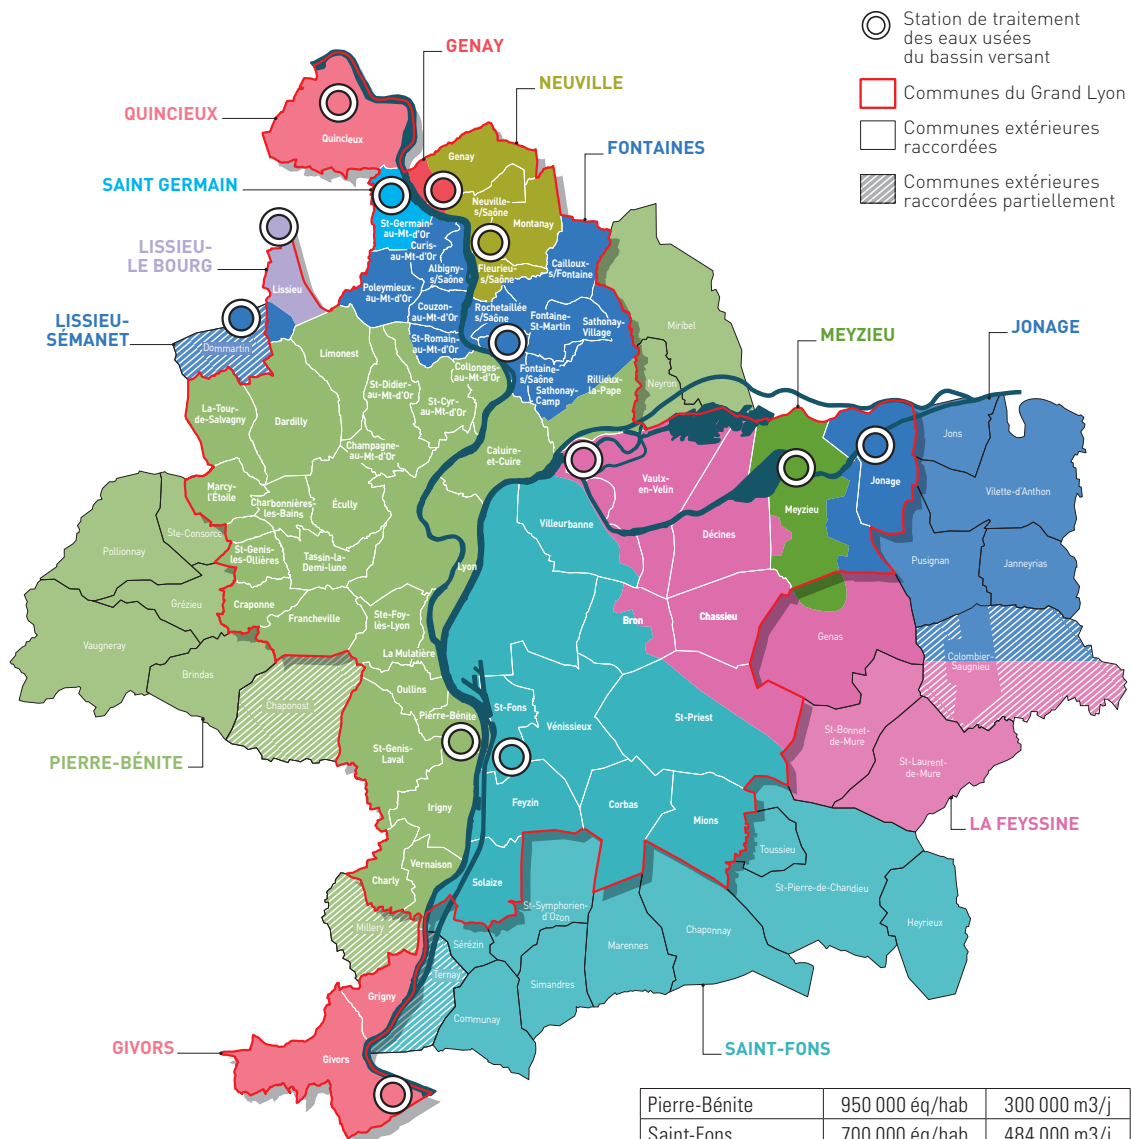 Station de traitement
des eaux usées
du bassin versant
Communes du Grand Lyon
Communes extérieures
raccordées
Communes extérieures
raccordées partiellement
GENAY
NEUVILLE
QUINCIEUX
FONTAINES
SAINT GERMAIN
LISSIEU-
LE BOURG
LISSIEU-
SÉMANET
MEYZIEU
JONAGE
PIERRE-BÉNITE
LA FEYSSINE
GIVORS
SAINT-FONS
Quincieux
Genay
Neuville-
s/Saône
Montanay
St-Germain-
au-Mt-d'Or
Curis-
au-Mt-d'Or
Albigny-
s/Saône
Fleurieu-
s/Saône
Cailloux-
s/Fontaine
Lissieu
Poleymieux-
au-Mt-d'Or
Couzon-
au-Mt-d'Or
Rochetaillée
s/Saône
Fontaine-
St-Martin
Sathonay-
Village
Miribel
Dommartin
Limonest
St-Romain-
au-Mt-d'Or
Collonges-
au-Mt-d'Or
Fontaine-
s/Saône
Sathonay-
Camp
Rillieux-
la-Pape
Neyron
St-Didier-
au-Mt-d'Or
St-Cyr-
au-Mt-d'Or
La-Tour-
de-Salvagny
Dardilly
Champagne-
au-Mt-d'Or
Caluire-
et-Cuire
Jons
Vilette-d'Anthon
Marcy-
l'Étoile
Charbonnières-
les-Bains
Écully
Vaulx-
en-Velin
Meyzieu
Jonage
Villeurbanne
Décines
Ste-Consorce
Pollionnay
St-Genis-
les-Ollières
Tassin-la-
Demi-lune
Lyon
Pusignan
Janneyrias
Grézieu
Craponne
Francheville
Ste-Foy-
lès-Lyon
Bron
Chassieu
Genas
Vaugneray
La Mulatière
Colombier-
Saugnieu
Brindas
Chaponost
Oullins
St-Fons
Pierre-Bénite
Vénissieux
St-Priest
St-Bonnet-
de-Mure
St-Genis-
Laval
St-Laurent-
de-Mure
Irigny
Feyzin
Corbas
Mions
Toussieu
Vernaison
Charly
Solaize
St-Pierre-de-Chandieu
St-Symphorien-
d'Ozon
Heyrieux
Millery
Sérézin
Marennes
Chaponnay
Ternay
Simandres
Grigny
Communay
Givors
Pierre-Bénite 950 000 éq/hab 300 000 m3/j
Saint-Fons 700 000 éq/hab 484 000 m3/j